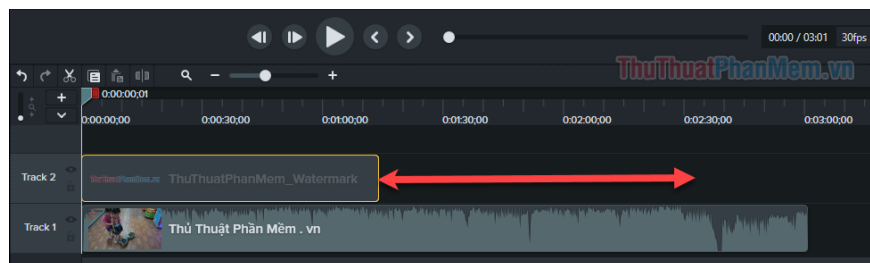 00:00 / 03:01 30fps
ThuThuatPhanMem.vn
0:00:00;01
0:00:00;00 0:00:30;00 0:01:00;00 0:01:30;00 0:02:00;00 0:02:30;00 0:03:00;00
Track 2 ThuThuatPhanMem.vn ThuThuatPhanMem_Watermark
Track 1 Thủ Thuật Phần Mềm . vn